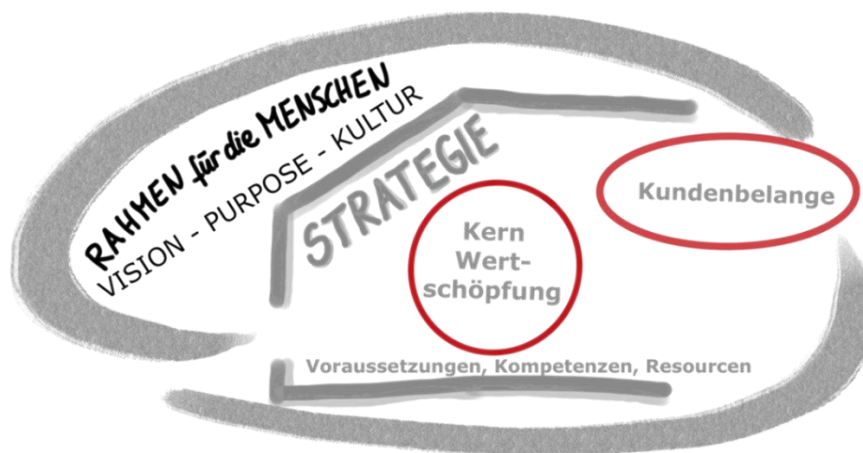 RAHMEN für die MENSCHEN
VISION - PURPOSE - KULTUR
STRATEGIE
Kundenbelange
Kern
Wert-
schöpfung
Voraussetzungen, Kompetenzen, Resourcen